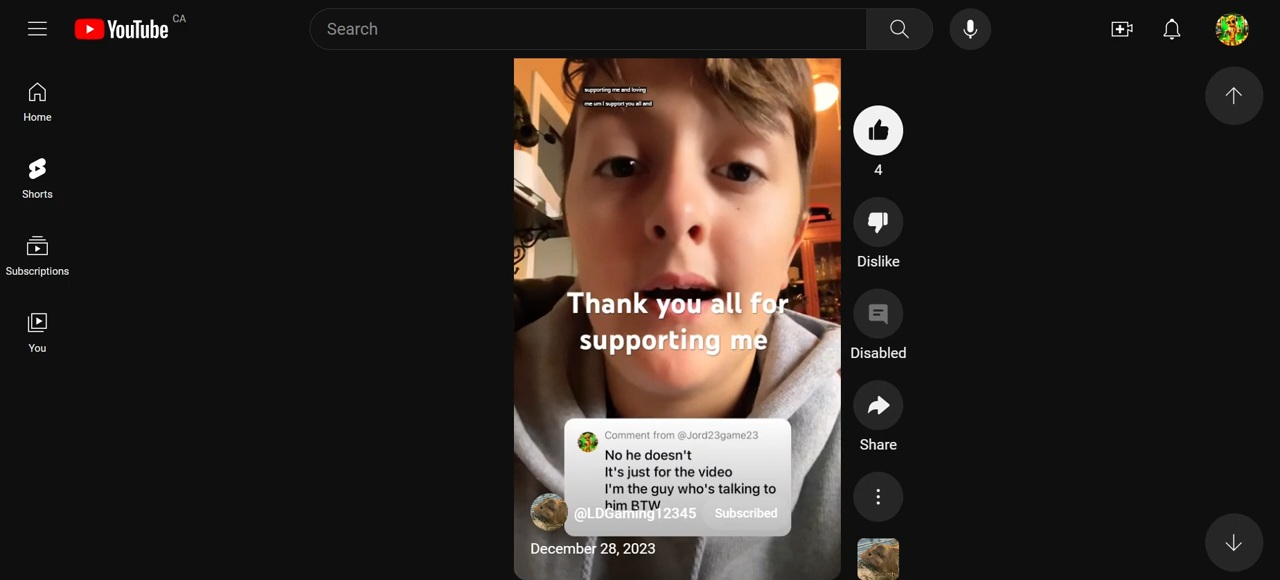 YouTube CA
Search
Home
Shorts
Subscriptions
You
supporting me and loving
me um I support you all and
Thank you all for
supporting me
Comment from @Jord23game23
No he doesn't
It's just for the video
I'm the guy who's talking to
him BTW
@LDGaming12345 Subscribed
December 28, 2023
4
Dislike
Disabled
Share